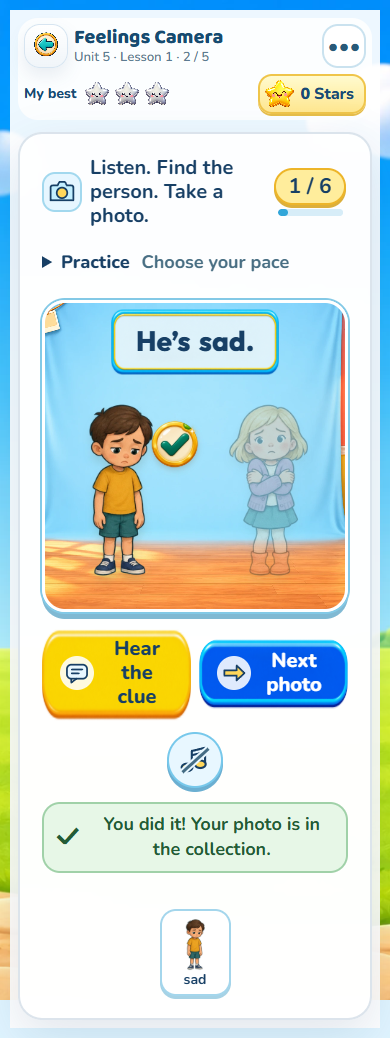 Feelings Camera
Unit 5 · Lesson 1 · 2 / 5
My best
0 Stars
Listen. Find the
person. Take a
photo.
1 / 6
Practice Choose your pace
He's sad.
Hear
the
clue
Next
photo
You did it! Your photo is in
the collection.
sad